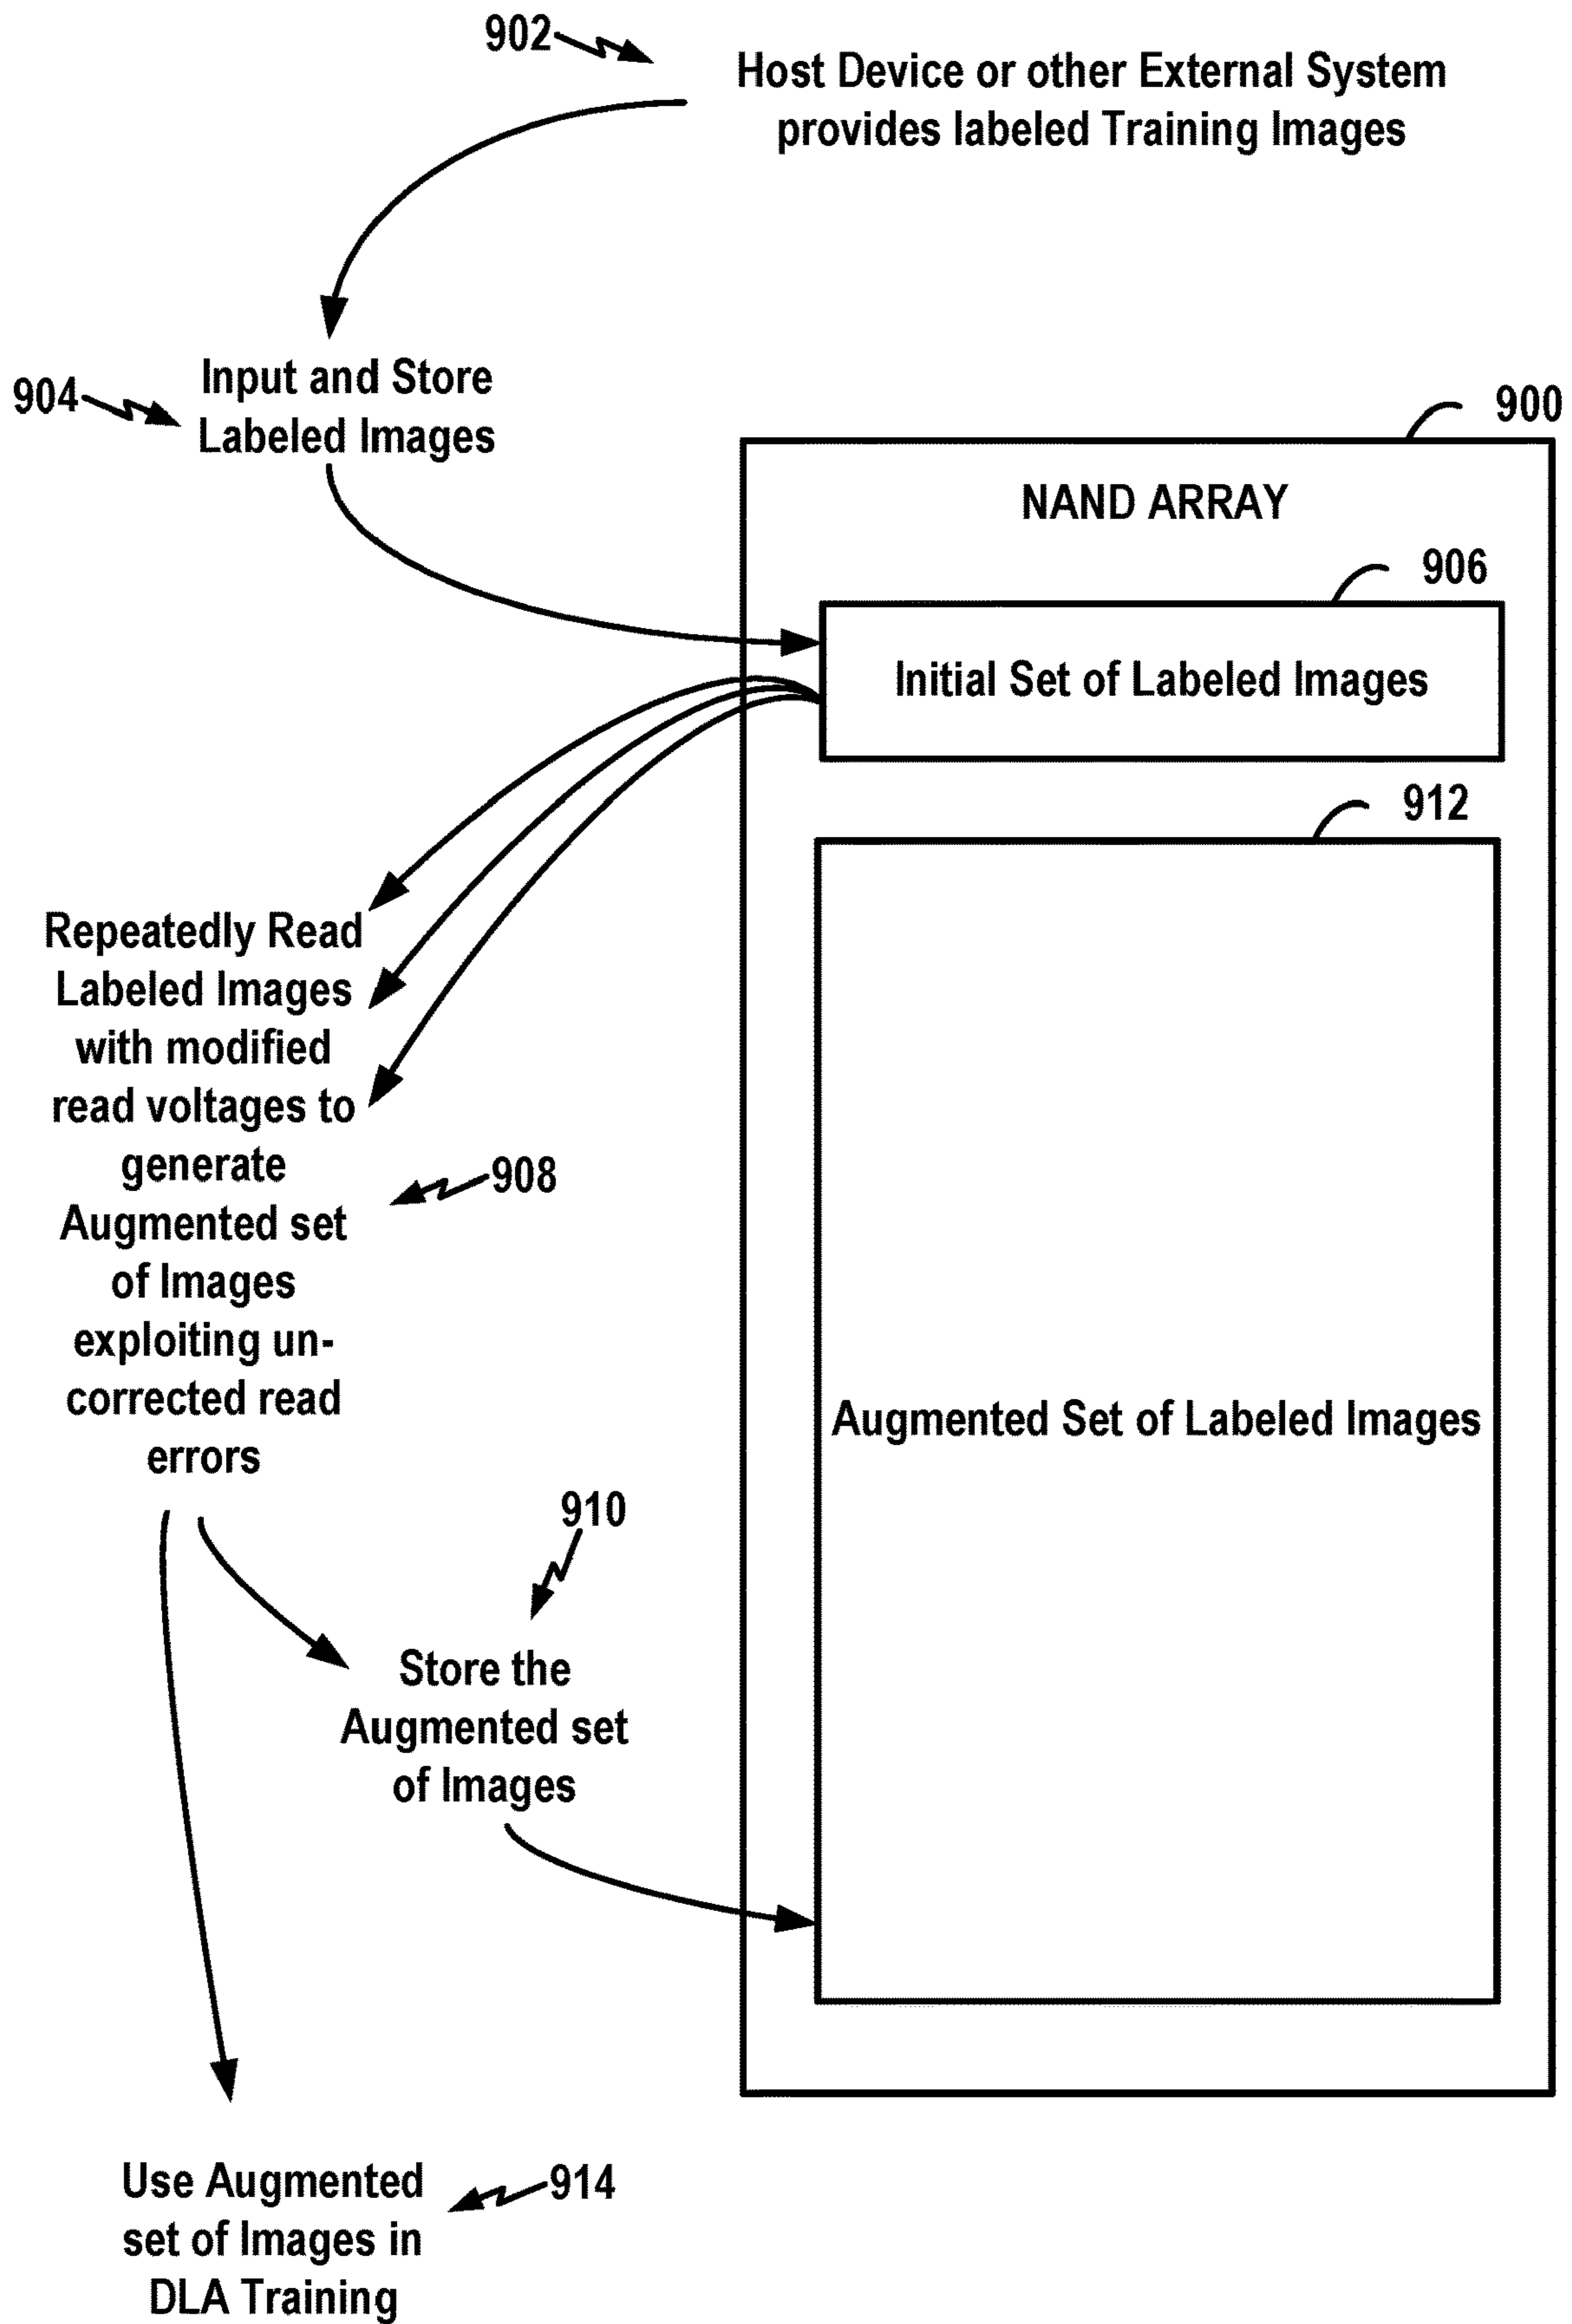 902
Host Device or other External System
provides labeled Training Images
904
Input and Store
Labeled Images
900
NAND ARRAY
906
Initial Set of Labeled Images
912
Repeatedly Read
Labeled Images
with modified
read voltages to
generate
Augmented set
of Images
exploiting un-
corrected read
errors
908
Augmented Set of Labeled Images
910
Store the
Augmented set
of Images
Use Augmented
set of Images in
DLA Training
914